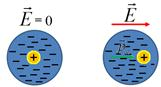 E⃗ = 0
E⃗
+
+